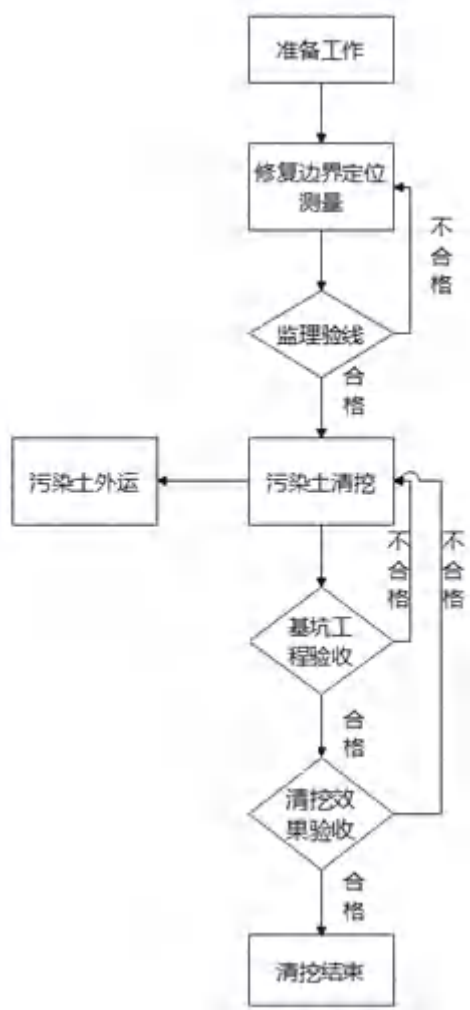 准备工作
修复边界定位
测量
不
合
格
监理验线
合
格
污染土外运
污染土清挖
不
合
格
不
合
格
基坑工
程验收
合
格
清挖效
果验收
合
格
清挖结束